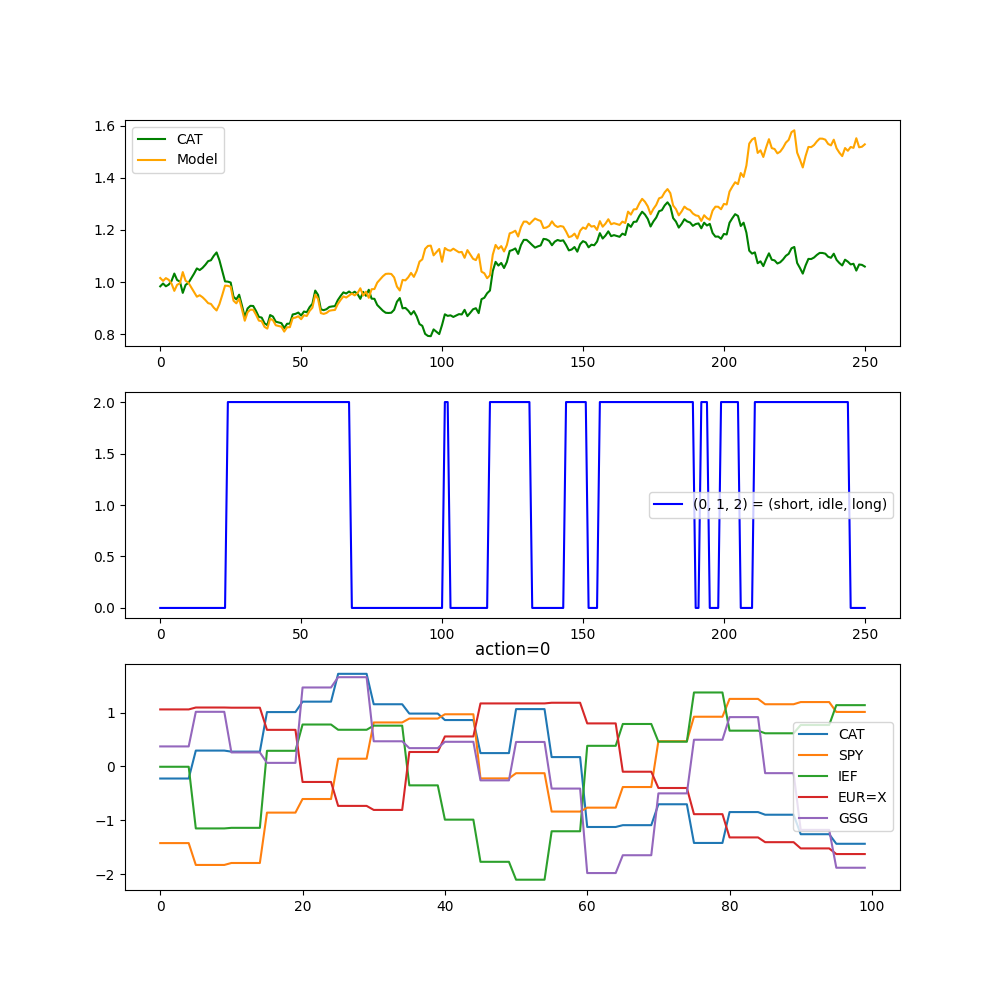 1.6
1.4
1.2
1.0
0.8
CAT
Model
0 50 100 150 200 250
2.0
1.5
1.0
0.5
0.0
(0, 1, 2) = (short, idle, long)
0 50 100 150 200 250
action=0
1
0
−1
−2
CAT
SPY
IEF
EUR=X
GSG
0 20 40 60 80 100